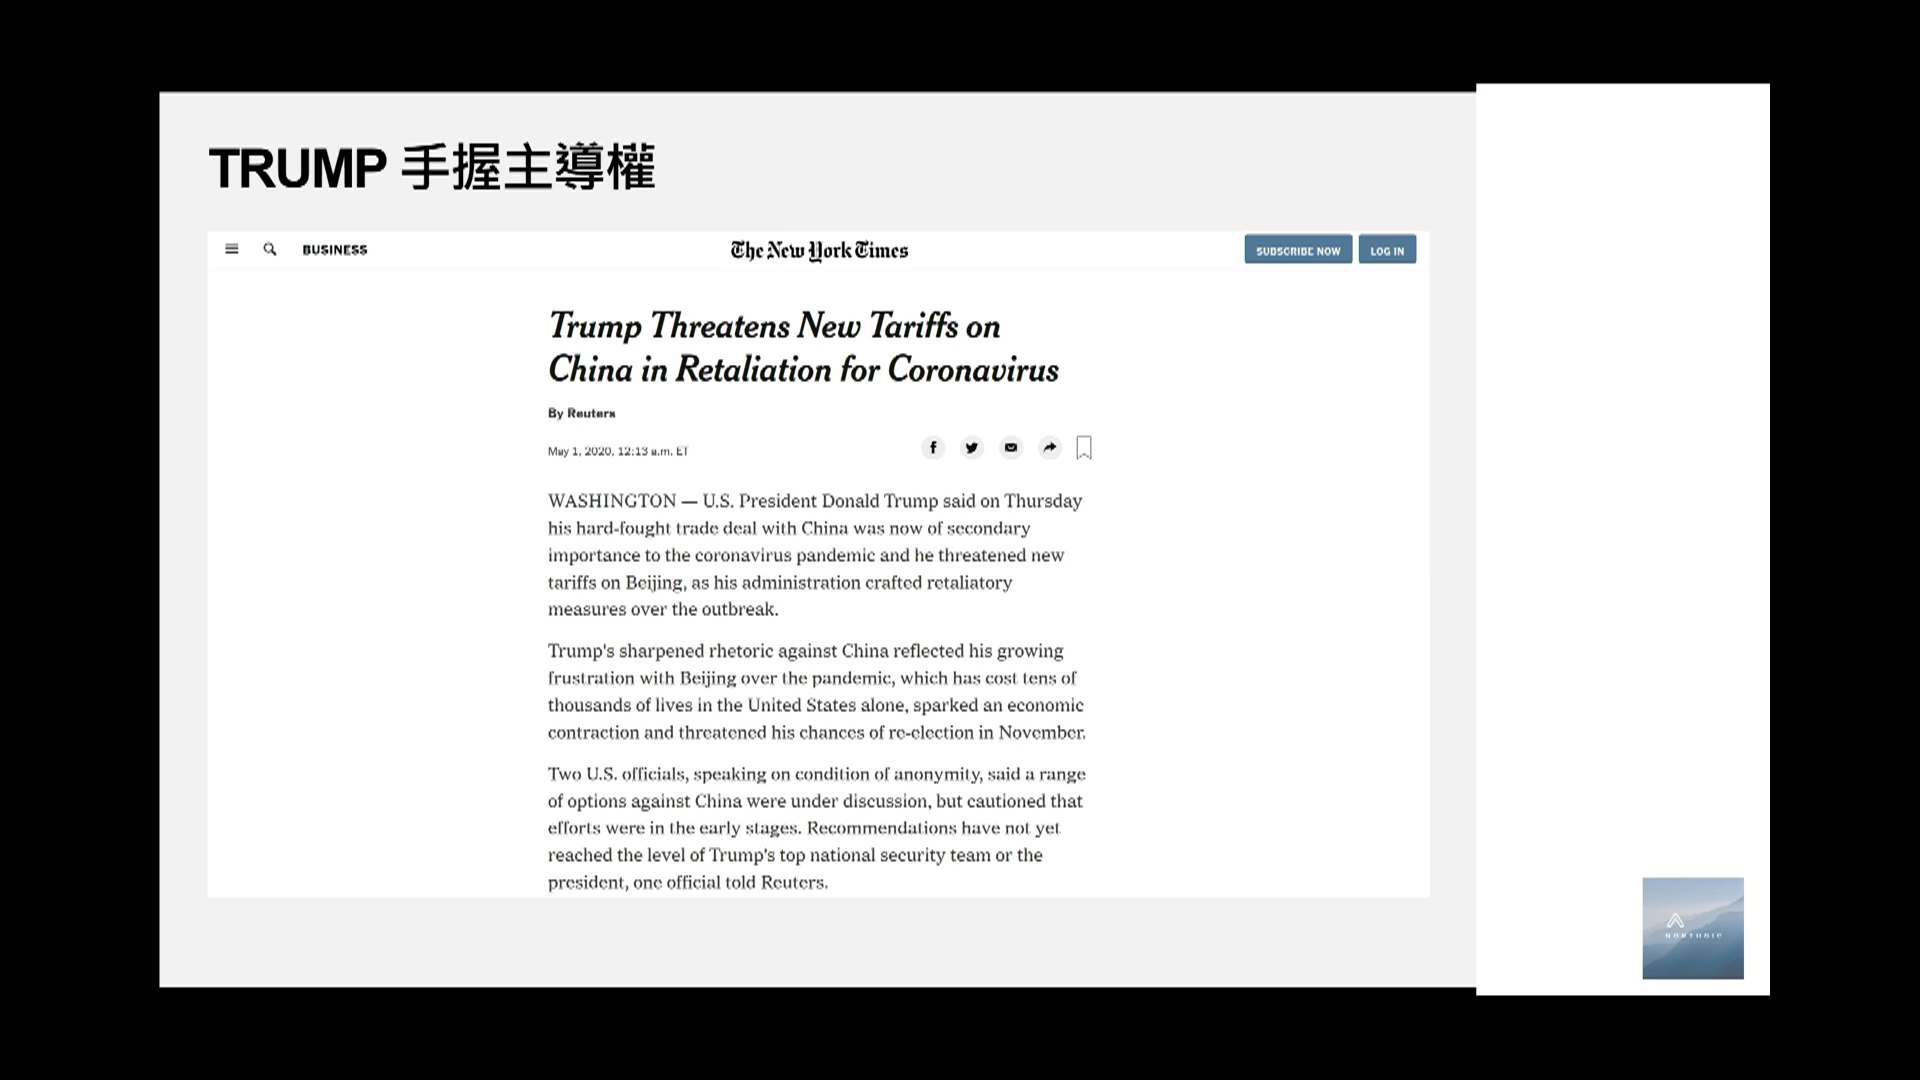 TRUMP 手握主導權
BUSINESS
The New York Times
SUBSCRIBE NOW
LOG IN
Trump Threatens New Tariffs on
China in Retaliation for Coronavirus
By Reuters
May 1, 2020, 12:13 a.m. ET
WASHINGTON — U.S. President Donald Trump said on Thursday
his hard-fought trade deal with China was now of secondary
importance to the coronavirus pandemic and he threatened new
tariffs on Beijing, as his administration crafted retaliatory
measures over the outbreak.
Trump's sharpened rhetoric against China reflected his growing
frustration with Beijing over the pandemic, which has cost tens of
thousands of lives in the United States alone, sparked an economic
contraction and threatened his chances of re-election in November.
Two U.S. officials, speaking on condition of anonymity, said a range
of options against China were under discussion, but cautioned that
efforts were in the early stages. Recommendations have not yet
reached the level of Trump's top national security team or the
president, one official told Reuters.